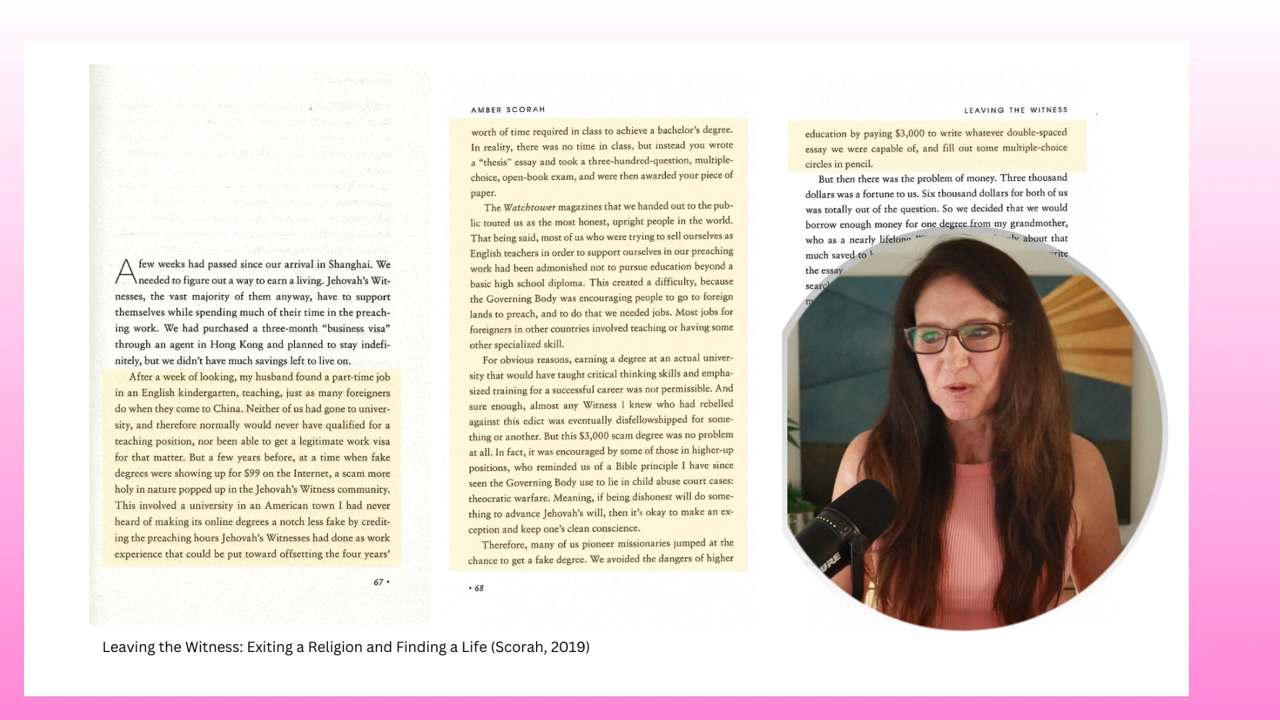 A few weeks had passed since our arrival in Shanghai. We
needed to figure out a way to earn a living. Jehovah's Wit-
nesses, the vast majority of them anyway, have to support
themselves while spending much of their time in the preach-
ing work. We had purchased a three-month “business visa”
through an agent in Hong Kong and planned to stay indefi-
nitely, but we didn't have much savings left to live on.
After a week of looking, my husband found a part-time job
in an English kindergarten, teaching, just as many foreigners
do when they come to China. Neither of us had gone to univer-
sity, and therefore normally would never have qualified for a
teaching position, nor been able to get a legitimate work visa
for that matter. But a few years before, at a time when fake
degrees were showing up for $99 on the Internet, a scam more
holy in nature popped up in the Jehovah's Witness community.
This involved a university in an American town I had never
heard of making its online degrees a notch less fake by credit-
ing the preaching hours Jehovah's Witnesses had done as work
experience that could be put toward offsetting the four years'
67 •
AMBER SCORAH
worth of time required in class to achieve a bachelor's degree.
In reality, there was no time in class, but instead you wrote
a “thesis” essay and took a three-hundred-question, multiple-
choice, open-book exam, and were then awarded your piece of
paper.
The Watchtower magazines that we handed out to the pub-
lic touted us as the most honest, upright people in the world.
That being said, most of us who were trying to sell ourselves as
English teachers in order to support ourselves in our preaching
work had been admonished not to pursue education beyond a
basic high school diploma. This created a difficulty, because
the Governing Body was encouraging people to go to foreign
lands to preach, and to do that we needed jobs. Most jobs for
foreigners in other countries involved teaching or having some
other specialized skill.
For obvious reasons, earning a degree at an actual univer-
sity that would have taught critical thinking skills and empha-
sized training for a successful career was not permissible. And
sure enough, almost any Witness I knew who had rebelled
against this edict was eventually disfellowshipped for some-
thing or another. But this $3,000 scam degree was no problem
at all. In fact, it was encouraged by some of those in higher-up
positions, who reminded us of a Bible principle I have since
seen the Governing Body use to lie in child abuse court cases:
theocratic warfare. Meaning, if being dishonest will do some-
thing to advance Jehovah's will, then it's okay to make an ex-
ception and keep one's clean conscience.
Therefore, many of us pioneer missionaries jumped at the
chance to get a fake degree. We avoided the dangers of higher
• 68
LEAVING THE WITNESS
education by paying $3,000 to write whatever double-spaced
essay we were capable of, and fill out some multiple-choice
circles in pencil.
But then there was the problem of money. Three thousand
dollars was a fortune to us. Six thousand dollars for both of us
was totally out of the question. So we decided that we would
borrow enough money for one degree from my grandmother,
who as a nearly lifelong about that
much saved to
the essay
Leaving the Witness: Exiting a Religion and Finding a Life (Scorah, 2019)